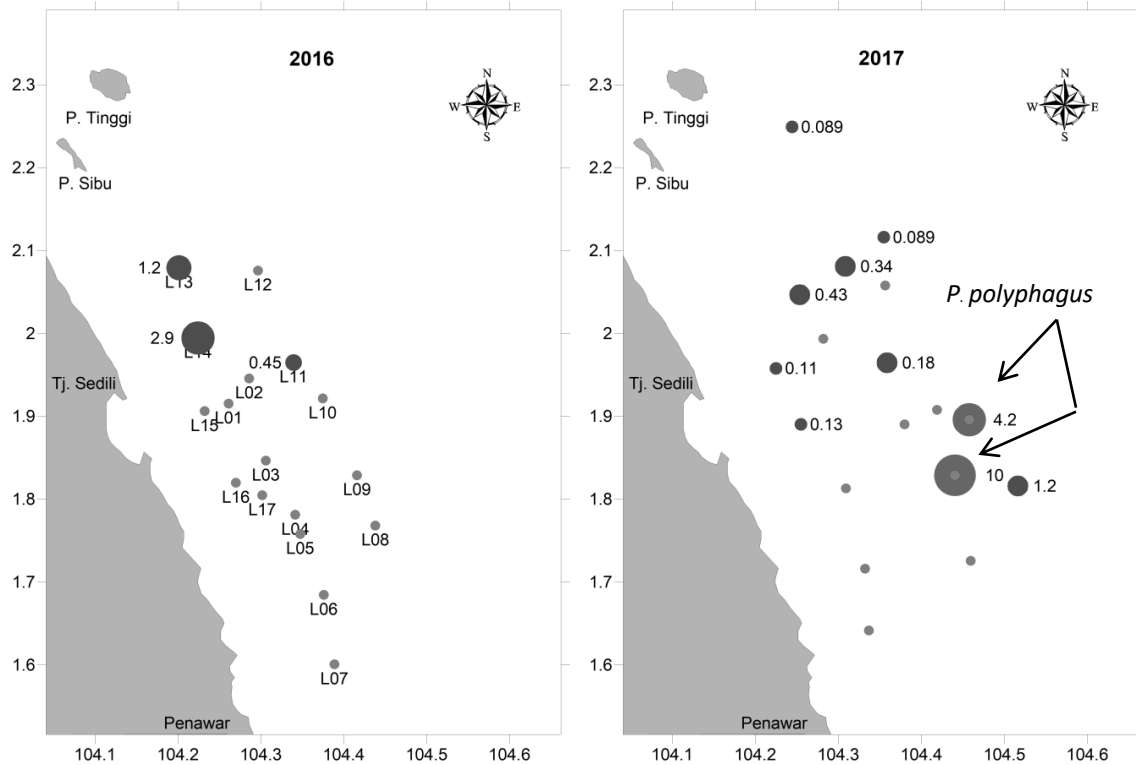 2016
N
W E
S
2.3
P. Tinggi
2.2
P. Sibu
2.1
1.2
L13
L12
2
2.9
L14
0.45
L11
L02
Tj. Sedili
1.9
L15
L01
L10
L03
1.8
L16
L17
L09
L04
L05
L08
1.7
L06
1.6
L07
Penawar
104.1 104.2 104.3 104.4 104.5 104.6
2017
N
W E
S
2.3
P. Tinggi
0.089
2.2
P. Sibu
2.1
0.089
0.34
0.43
P. polyphagus
2
0.11
0.18
Tj. Sedili
1.9
4.2
0.13
10
1.2
1.8
1.7
1.6
Penawar
104.1 104.2 104.3 104.4 104.5 104.6